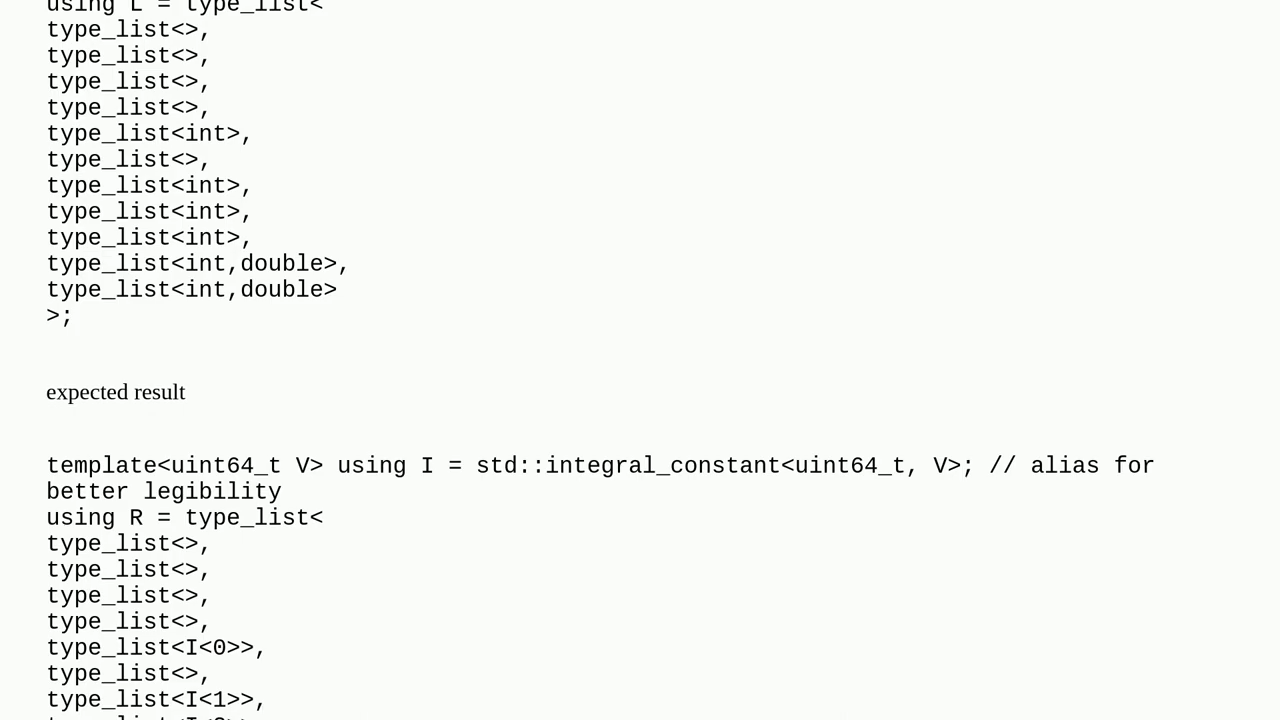 using L = type_list<
type_list<>,
type_list<>,
type_list<>,
type_list<>,
type_list<int>,
type_list<>,
type_list<int>,
type_list<int>,
type_list<int>,
type_list<int,double>,
type_list<int,double>
>;
expected result
template<uint64_t V> using I = std::integral_constant<uint64_t, V>; // alias for
better legibility
using R = type_list<
type_list<>,
type_list<>,
type_list<>,
type_list<>,
type_list<I<0>>,
type_list<>,
type_list<I<1>>,